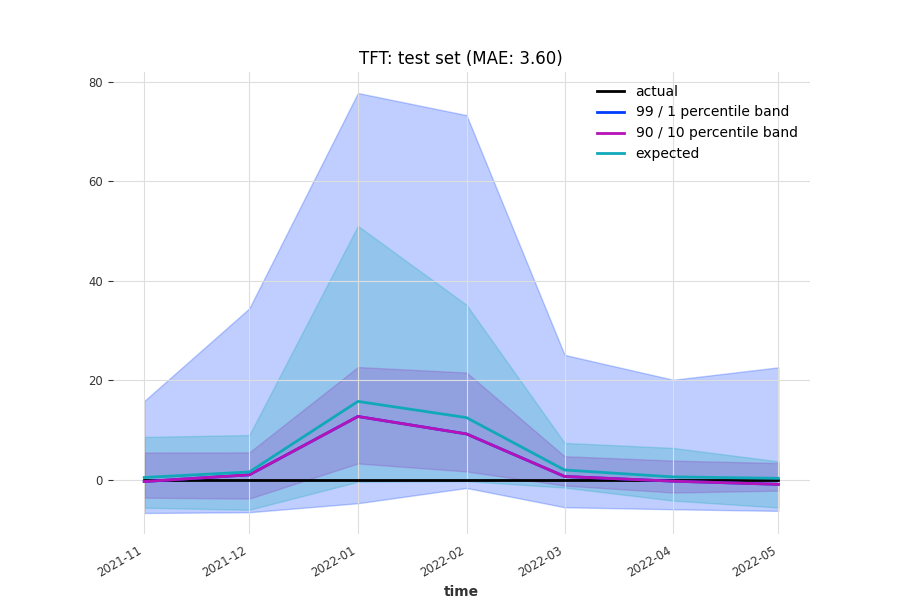 TFT: test set (MAE: 3.60)
actual
99 / 1 percentile band
90 / 10 percentile band
expected
80
60
40
20
0
2021-11
2021-12
2022-01
2022-02
2022-03
2022-04
2022-05
time